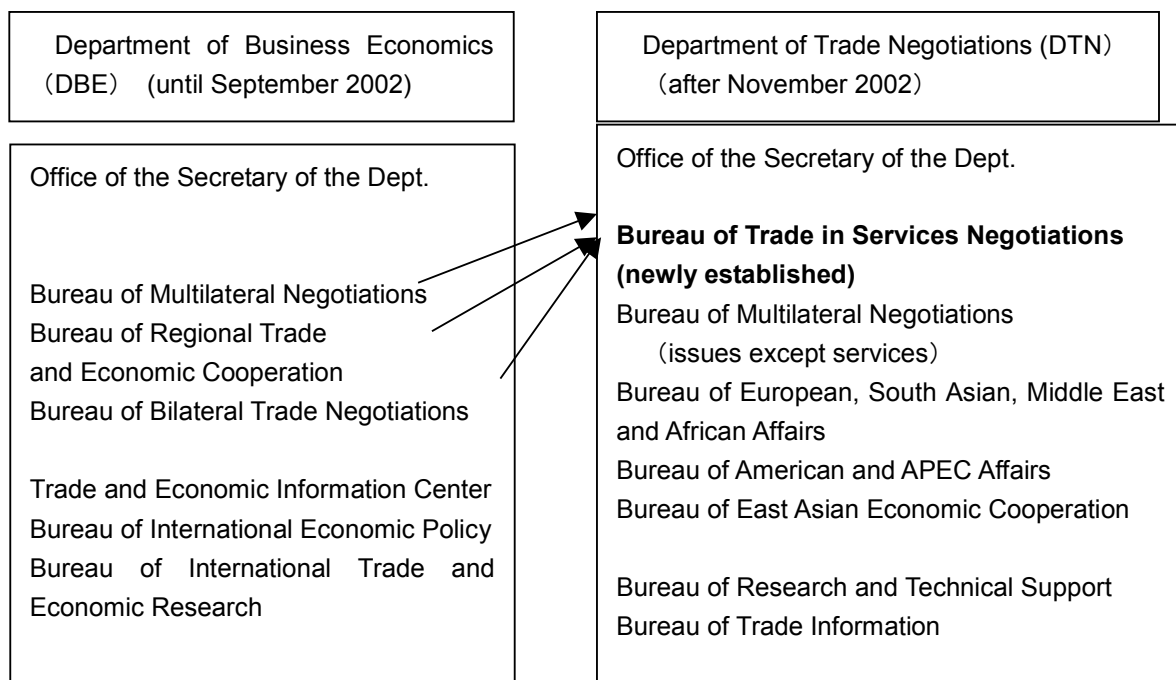 Department of Business Economics
（DBE） (until September 2002)
Office of the Secretary of the Dept.
Bureau of Multilateral Negotiations
Bureau of Regional Trade
and Economic Cooperation
Bureau of Bilateral Trade Negotiations
Trade and Economic Information Center
Bureau of International Economic Policy
Bureau of International Trade and
Economic Research
Department of Trade Negotiations (DTN）
（after November 2002）
Office of the Secretary of the Dept.
Bureau of Trade in Services Negotiations
(newly established)
Bureau of Multilateral Negotiations
（issues except services）
Bureau of European, South Asian, Middle East
and African Affairs
Bureau of American and APEC Affairs
Bureau of East Asian Economic Cooperation
Bureau of Research and Technical Support
Bureau of Trade Information